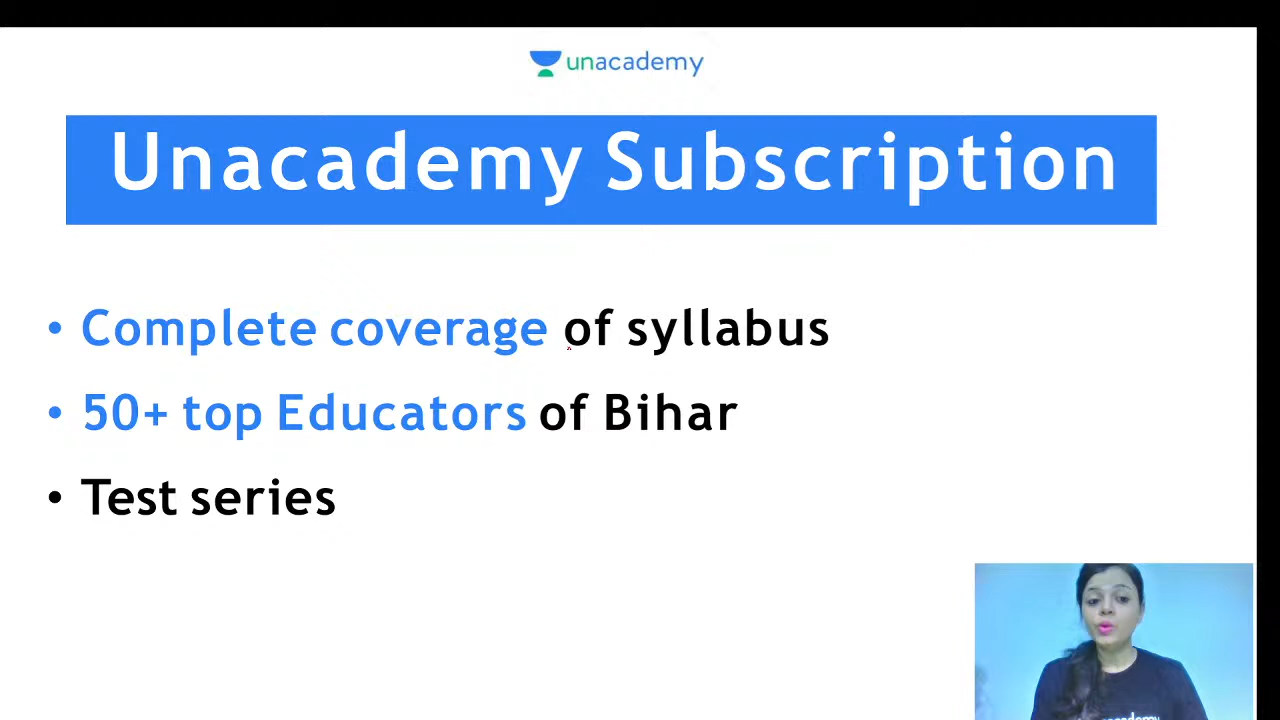 unacademy
Unacademy Subscription
• Complete coverage of syllabus
• 50+ top Educators of Bihar
• Test series